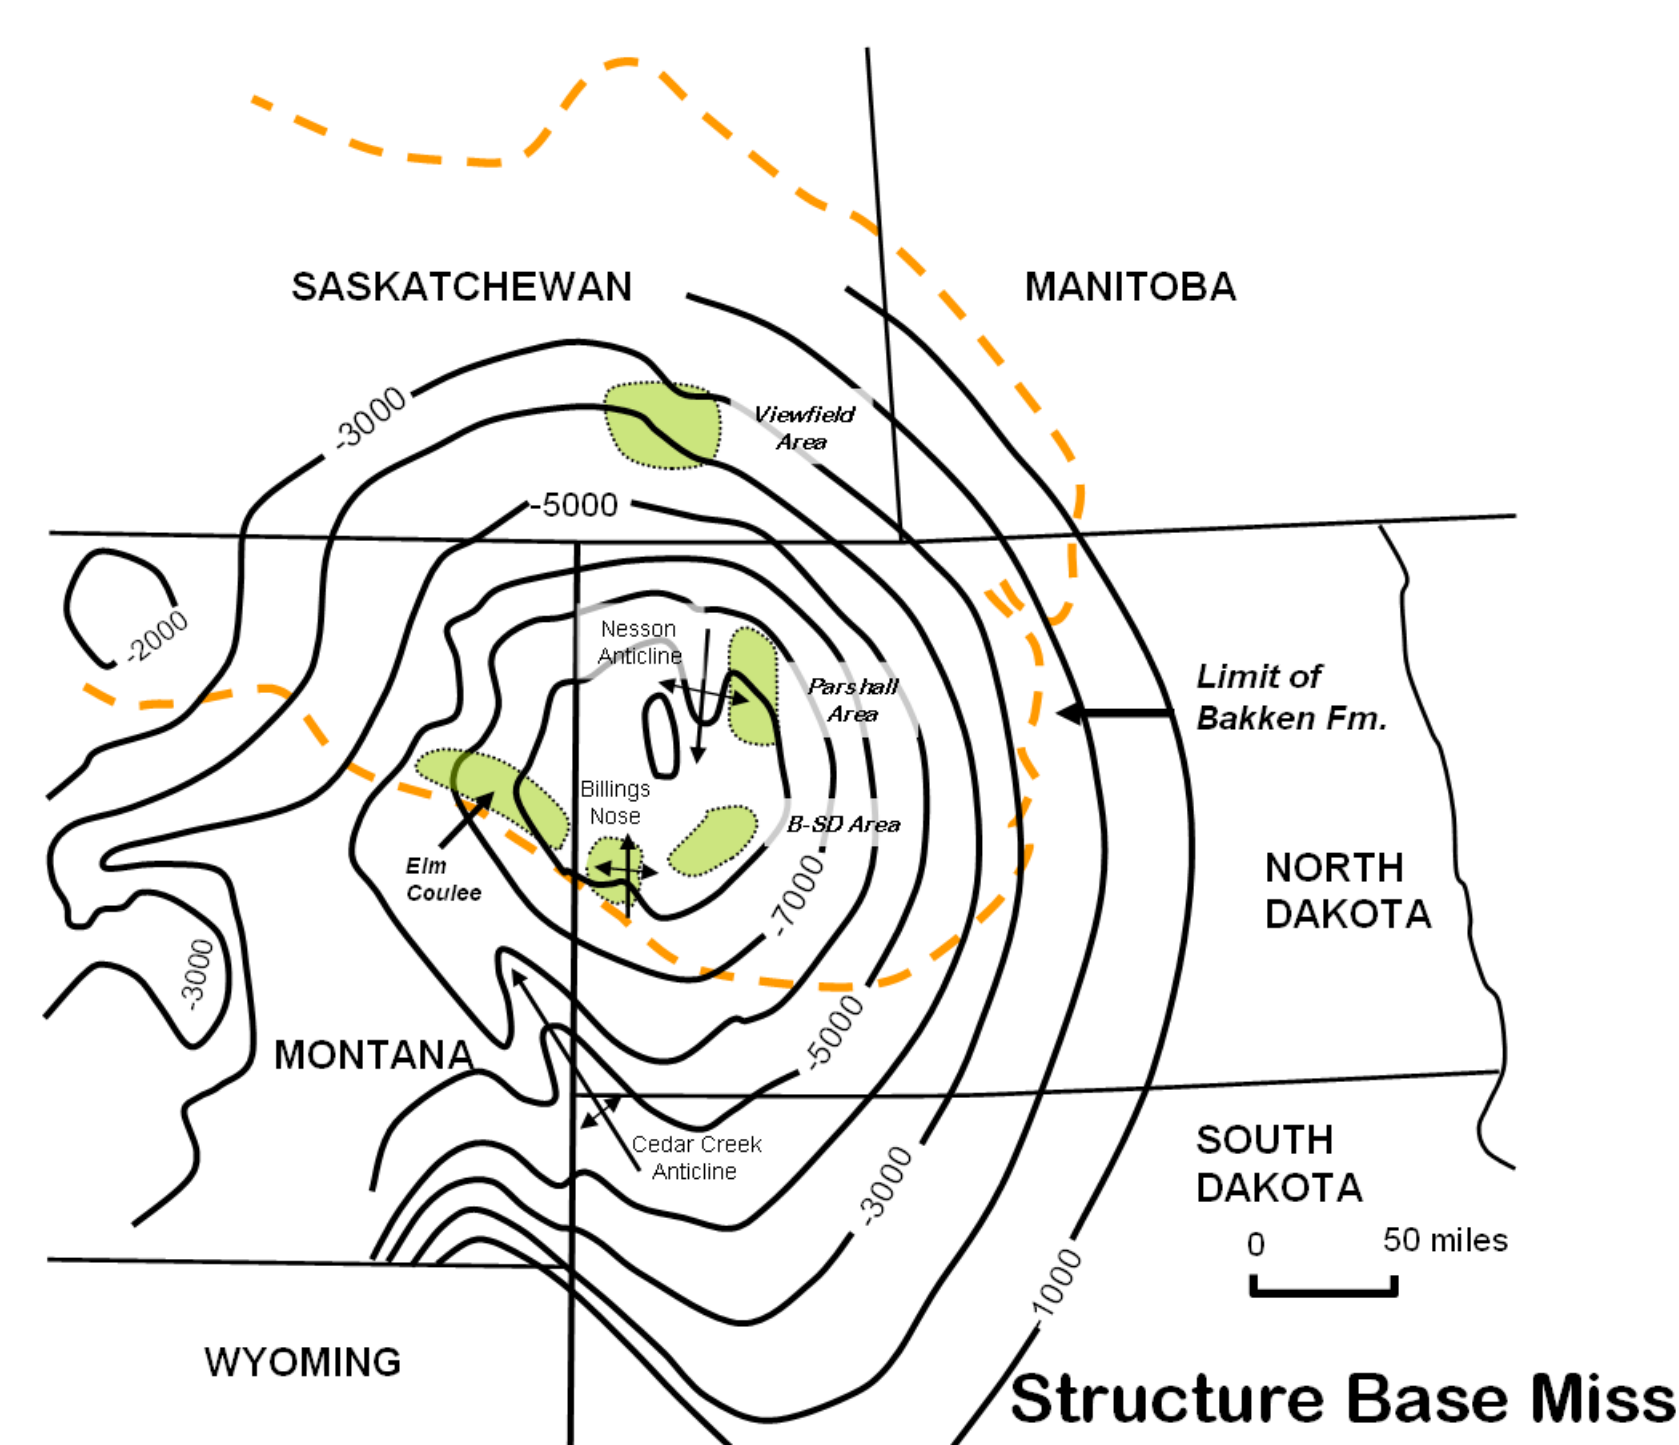 SASKATCHEWAN
MANITOBA
-3000
Viewfield
Area
-5000
-2000
Nesson
Anticline
Parshall
Area
Limit of
Bakken Fm.
Billings
Nose
B-SD Area
Elm
Coulee
-7000
NORTH
DAKOTA
-3000
-5000
MONTANA
Cedar Creek
Anticline
-3000
SOUTH
DAKOTA
0
50 miles
-1000
WYOMING
Structure Base Miss